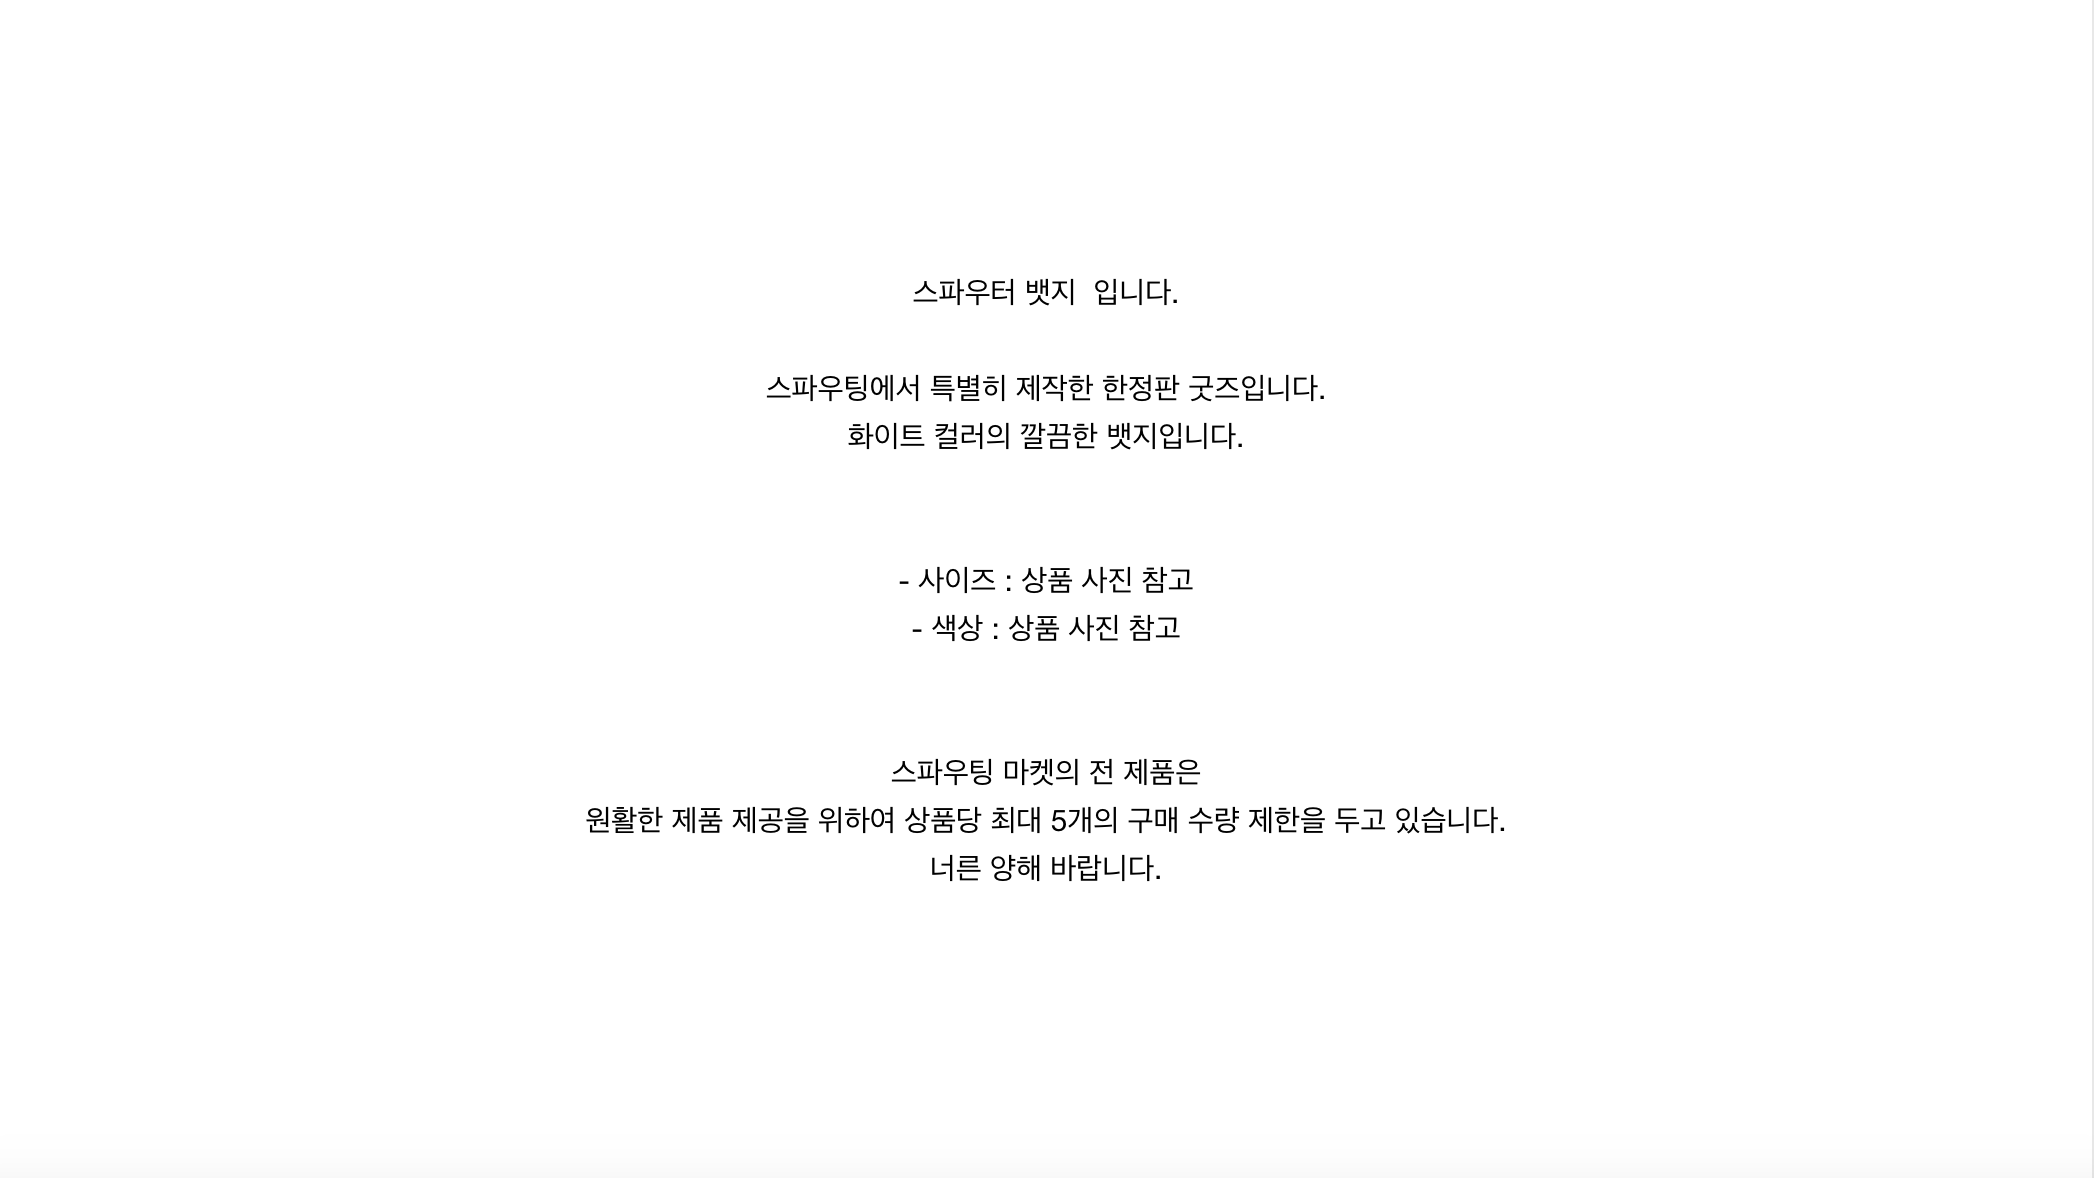 스파우터 뱃지  입니다.
스파우팅에서 특별히 제작한 한정판 굿즈입니다.
화이트 컬러의 깔끔한 뱃지입니다.
- 사이즈 : 상품 사진 참고
- 색상 : 상품 사진 참고
스파우팅 마켓의 전 제품은
원활한 제품 제공을 위하여 상품당 최대 5개의 구매 수량 제한을 두고 있습니다.
너른 양해 바랍니다.